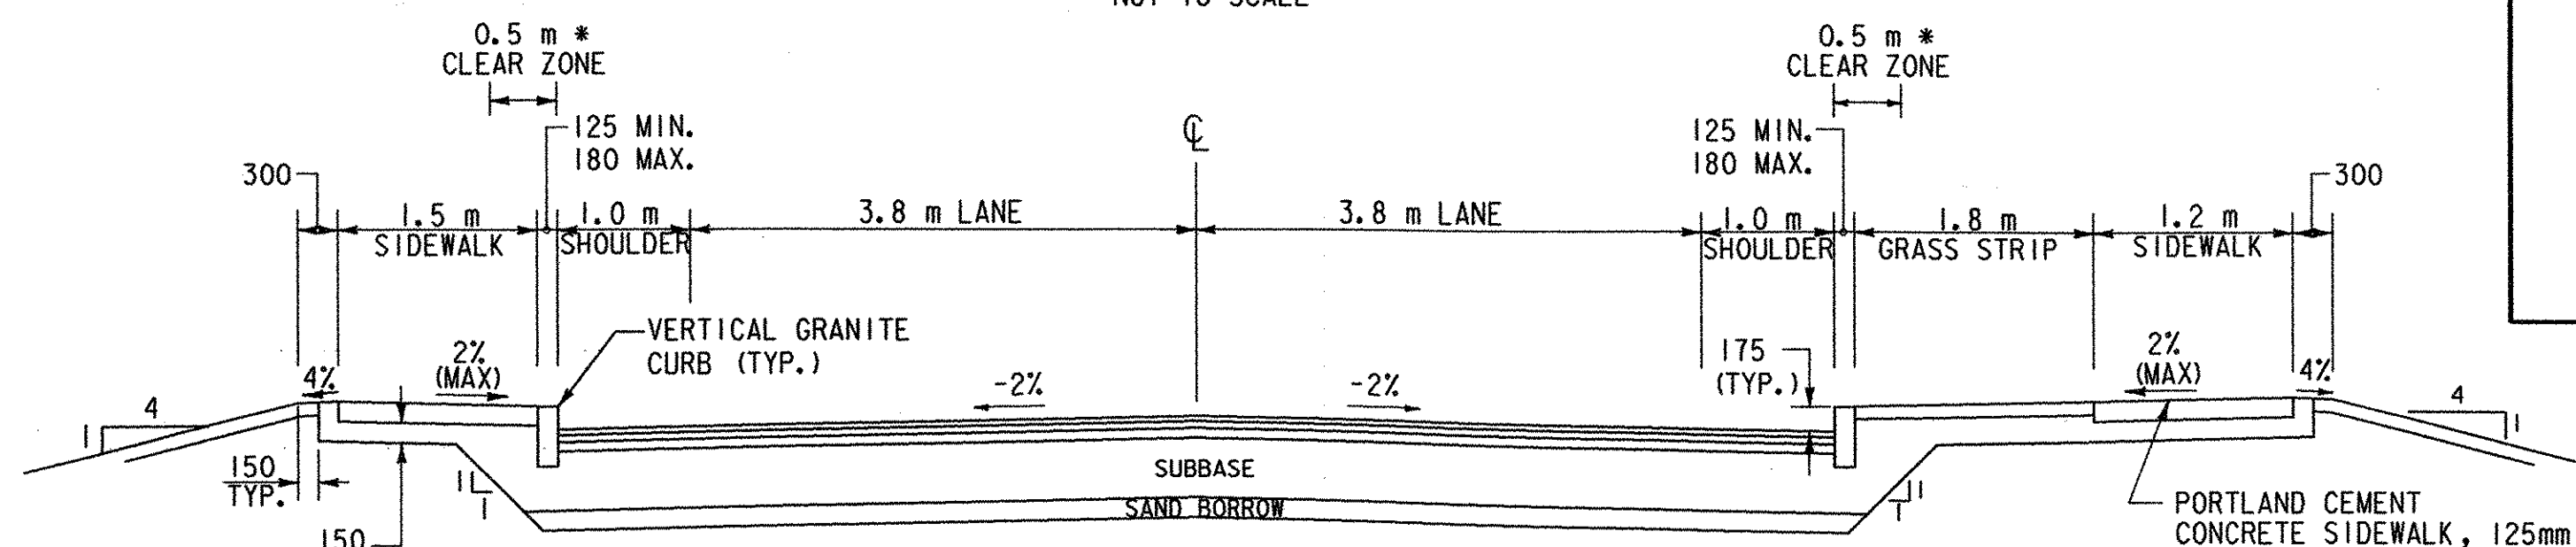 NOT TO SCALE
0.5 m *
CLEAR ZONE
0.5 m *
CLEAR ZONE
125 MIN.
180 MAX.
℄
125 MIN.
180 MAX.
300
300
1.5 m
SIDEWALK
1.0 m
SHOULDER
3.8 m LANE
3.8 m LANE
1.0 m
SHOULDER
1.8 m
GRASS STRIP
1.2 m
SIDEWALK
VERTICAL GRANITE
CURB (TYP.)
175
(TYP.)
4
1
4%
2%
(MAX)
-2%
-2%
2%
(MAX)
4%
4
1
150
TYP.
1
1
SUBBASE
SAND BORROW
1
1
150
PORTLAND CEMENT
CONCRETE SIDEWALK, 125mm